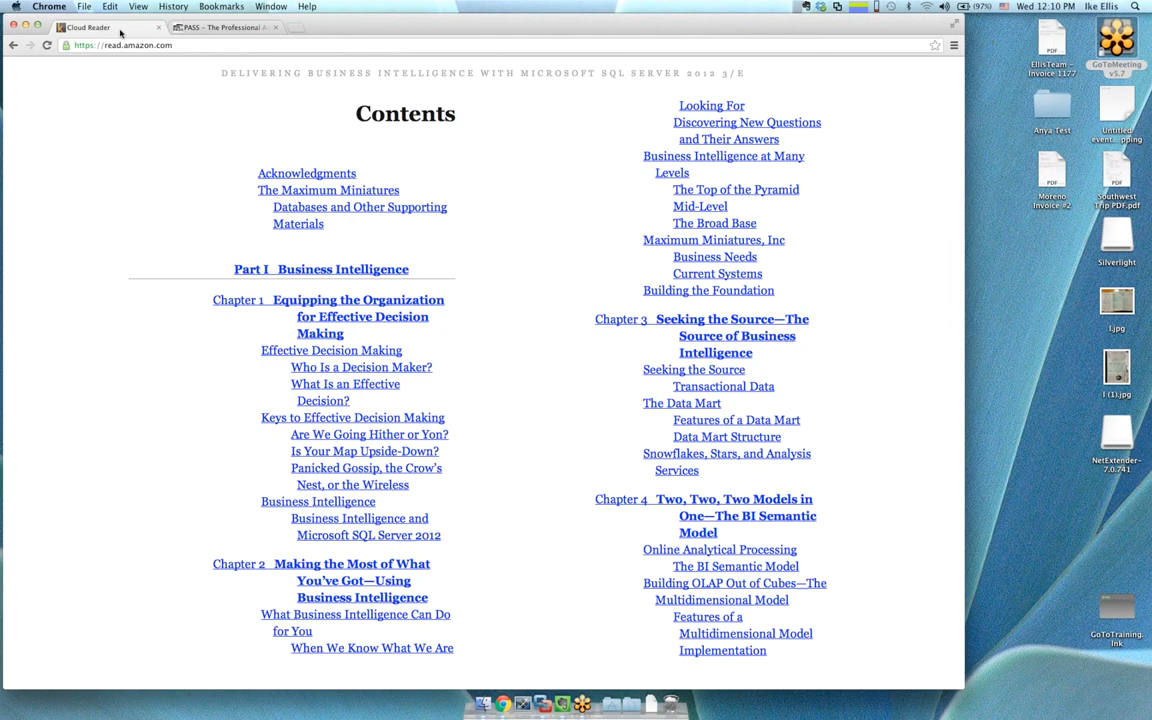 Chrome File Edit View History Bookmarks Window Help
(97%) Wed 12:10 PM Ike Ellis
Cloud Reader
PASS – The Professional A
https://read.amazon.com
DELIVERING BUSINESS INTELLIGENCE WITH MICROSOFT SQL SERVER 2012 3/E
Contents
Acknowledgments
The Maximum Miniatures
Databases and Other Supporting
Materials
Part I Business Intelligence
Chapter 1 Equipping the Organization
for Effective Decision
Making
Effective Decision Making
Who Is a Decision Maker?
What Is an Effective
Decision?
Keys to Effective Decision Making
Are We Going Hither or Yon?
Is Your Map Upside-Down?
Panicked Gossip, the Crow's
Nest, or the Wireless
Business Intelligence
Business Intelligence and
Microsoft SQL Server 2012
Chapter 2 Making the Most of What
You've Got—Using
Business Intelligence
What Business Intelligence Can Do
for You
When We Know What We Are
Looking For
Discovering New Questions
and Their Answers
Business Intelligence at Many
Levels
The Top of the Pyramid
Mid-Level
The Broad Base
Maximum Miniatures, Inc
Business Needs
Current Systems
Building the Foundation
Chapter 3 Seeking the Source—The
Source of Business
Intelligence
Seeking the Source
Transactional Data
The Data Mart
Features of a Data Mart
Data Mart Structure
Snowflakes, Stars, and Analysis
Services
Chapter 4 Two, Two, Two Models in
One—The BI Semantic
Model
Online Analytical Processing
The BI Semantic Model
Building OLAP Out of Cubes—The
Multidimensional Model
Features of a
Multidimensional Model
Implementation
PDF
EllisTeam –
Invoice 1177
GoToMeeting
v5.7
Anya Test
Untitled
event....pping
PDF
Moreno
Invoice #2
PDF
Southwest
Trip PDF.pdf
Silverlight
l.jpg
l (1).jpg
NetExtender-
7.0.741
GoToTraining.
lnk